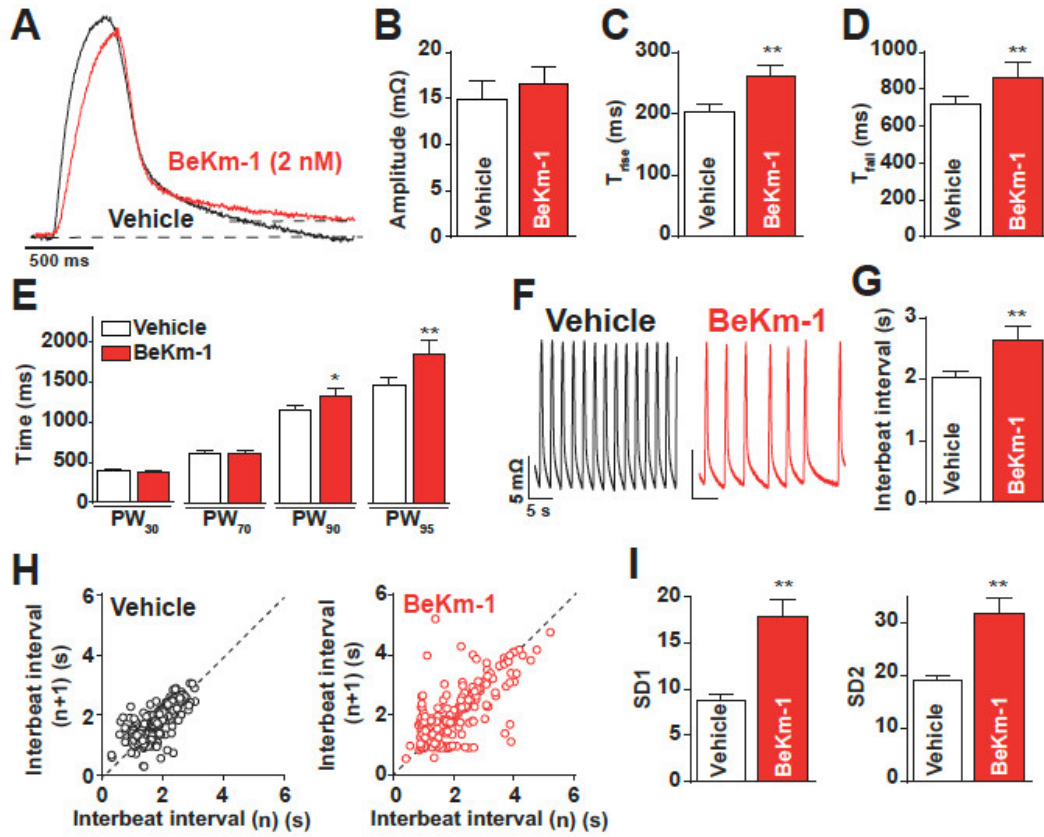 A
BeKm-1 (2 nM)
Vehicle
500 ms
B
Amplitude (mΩ)
20
15
10
5
0
Vehicle
BeKm-1
C
T rise (ms)
300
200
100
0
**
Vehicle
BeKm-1
D
T fall (ms)
1000
800
600
400
200
0
**
Vehicle
BeKm-1
E
Vehicle
BeKm-1
Time (ms)
2000
1500
1000
500
0
*
**
PW30
PW70
PW90
PW95
F
Vehicle
BeKm-1
5 mΩ
5 s
G
Interbeat interval (s)
3
2
1
0
**
Vehicle
BeKm-1
H
Vehicle
Interbeat interval
(n+1) (s)
6
4
2
0
0 2 4 6
Interbeat interval (n) (s)
BeKm-1
Interbeat interval
(n+1) (s)
6
4
2
0
0 2 4 6
Interbeat interval (n) (s)
I
SD1
20
15
10
5
0
**
Vehicle
BeKm-1
SD2
30
20
10
0
**
Vehicle
BeKm-1